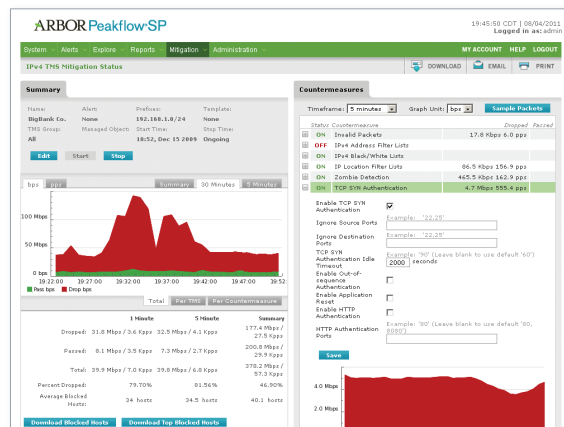 ARBOR Peakflow SP
19:45:50 CDT | 08/04/2011
Logged in as: admin
System Alerts Explore Reports Mitigation Administration
MY ACCOUNT HELP LOGOUT
IPv4 TMS Mitigation Status
DOWNLOAD EMAIL PRINT
Summary
Name: Alert: Prefixes: Template:
BigBank Co. None 192.168.1.0/24 None
TMS Group: Managed Object: Start Time: Stop Time:
All 18:52, Dec 15 2009 Ongoing
Edit Start Stop
bps pps Summary 30 Minutes 5 Minutes
100 Mbps
50 Mbps
0 bps
19:22:00 19:27:00 19:32:00 19:37:00 19:42:00 19:47:00 19:52
Pass bps Drop bps
Total Per TMS Per Countermeasure
1 Minute 5 Minute Summary
Dropped: 31.8 Mbps / 3.6 Kpps 32.5 Mbps / 4.1 Kpps 177.4 Mbps / 27.5 Kpps
Passed: 8.1 Mbps / 3.5 Kpps 7.3 Mbps / 2.7 Kpps 200.8 Mbps / 29.9 Kpps
Total: 39.9 Mbps / 7.0 Kpps 39.8 Mbps / 6.8 Kpps 378.2 Mbps / 57.3 Kpps
Percent Dropped: 79.70% 81.56% 46.90%
Average Blocked Hosts: 34 hosts 34.5 hosts 40.1 hosts
Download Blocked Hosts Download Top Blocked Hosts
Countermeasures
Timeframe: 5 minutes Graph Unit: bps Sample Packets
Status Countermeasure Dropped Passed
ON Invalid Packets 17.8 Kbps 6.0 pps
OFF IPv4 Address Filter Lists
ON IPv4 Black/White Lists
ON IP Location Filter Lists 86.5 Kbps 156.9 pps
ON Zombie Detection 465.5 Kbps 162.9 pps
ON TCP SYN Authentication 4.7 Mbps 555.4 pps
Enable TCP SYN Authentication
Ignore Source Ports
Example: '22,25'
Ignore Destination Ports
Example: '22,25'
TCP SYN Authentication Idle Timeout
Example: '90' (Leave blank to use default '60')
2000 seconds
Enable Out-of-sequence Authentication
Enable Application Reset
Enable HTTP Authentication
HTTP Authentication Ports
Example: '80' (Leave blank to use default '80, 8080')
Save
4.0 Mbps
2.0 Mbps